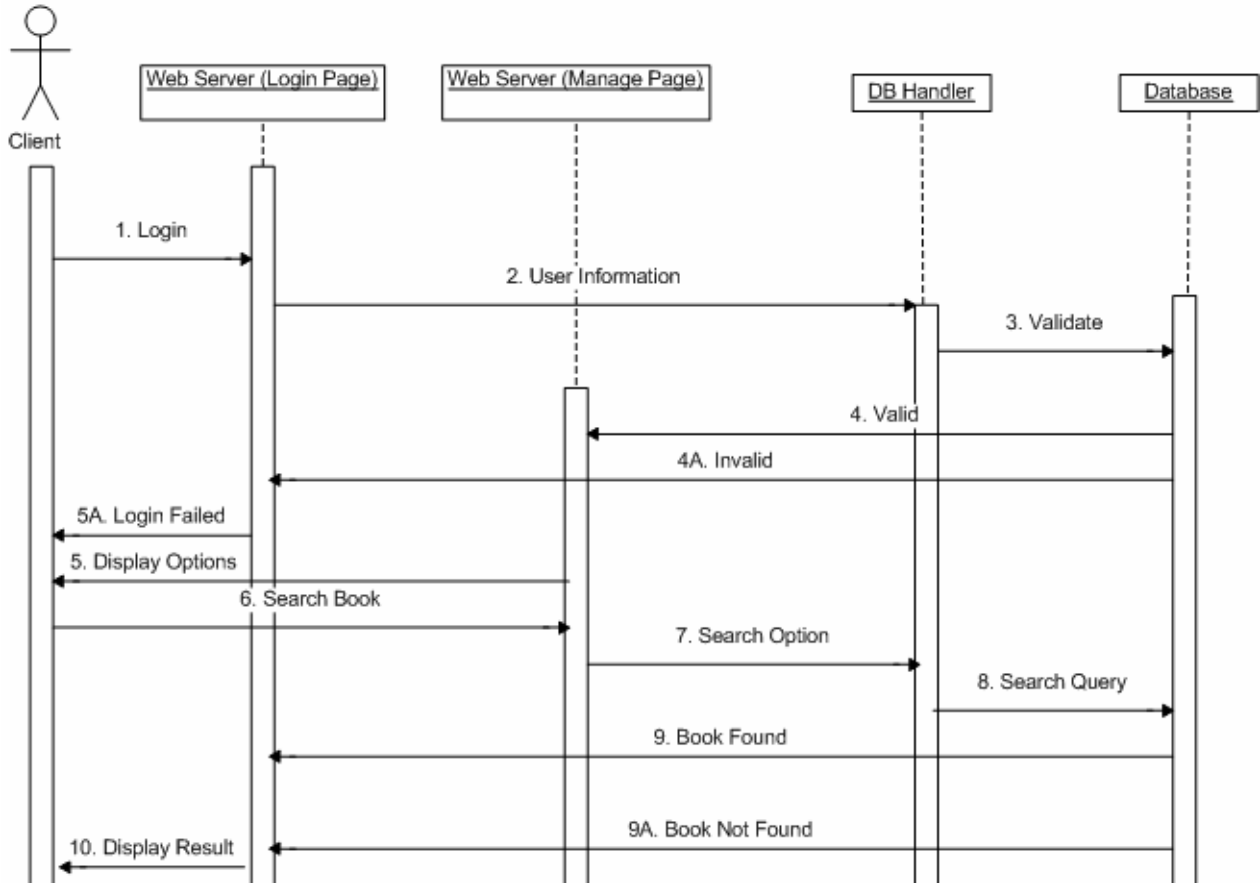 Web Server (Login Page)
Web Server (Manage Page)
DB Handler
Database
Client
1. Login
2. User Information
3. Validate
4. Valid
4A. Invalid
5A. Login Failed
5. Display Options
6. Search Book
7. Search Option
8. Search Query
9. Book Found
9A. Book Not Found
10. Display Result